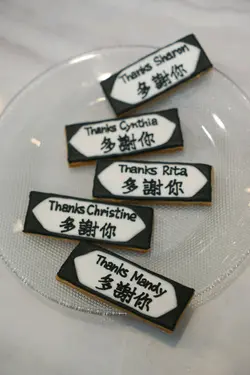 Thanks Sharon
多謝你
Thanks Cynthia
多謝你
Thanks Rita
多謝你
Thanks Christine
多謝你
Thanks Mandy
多謝你